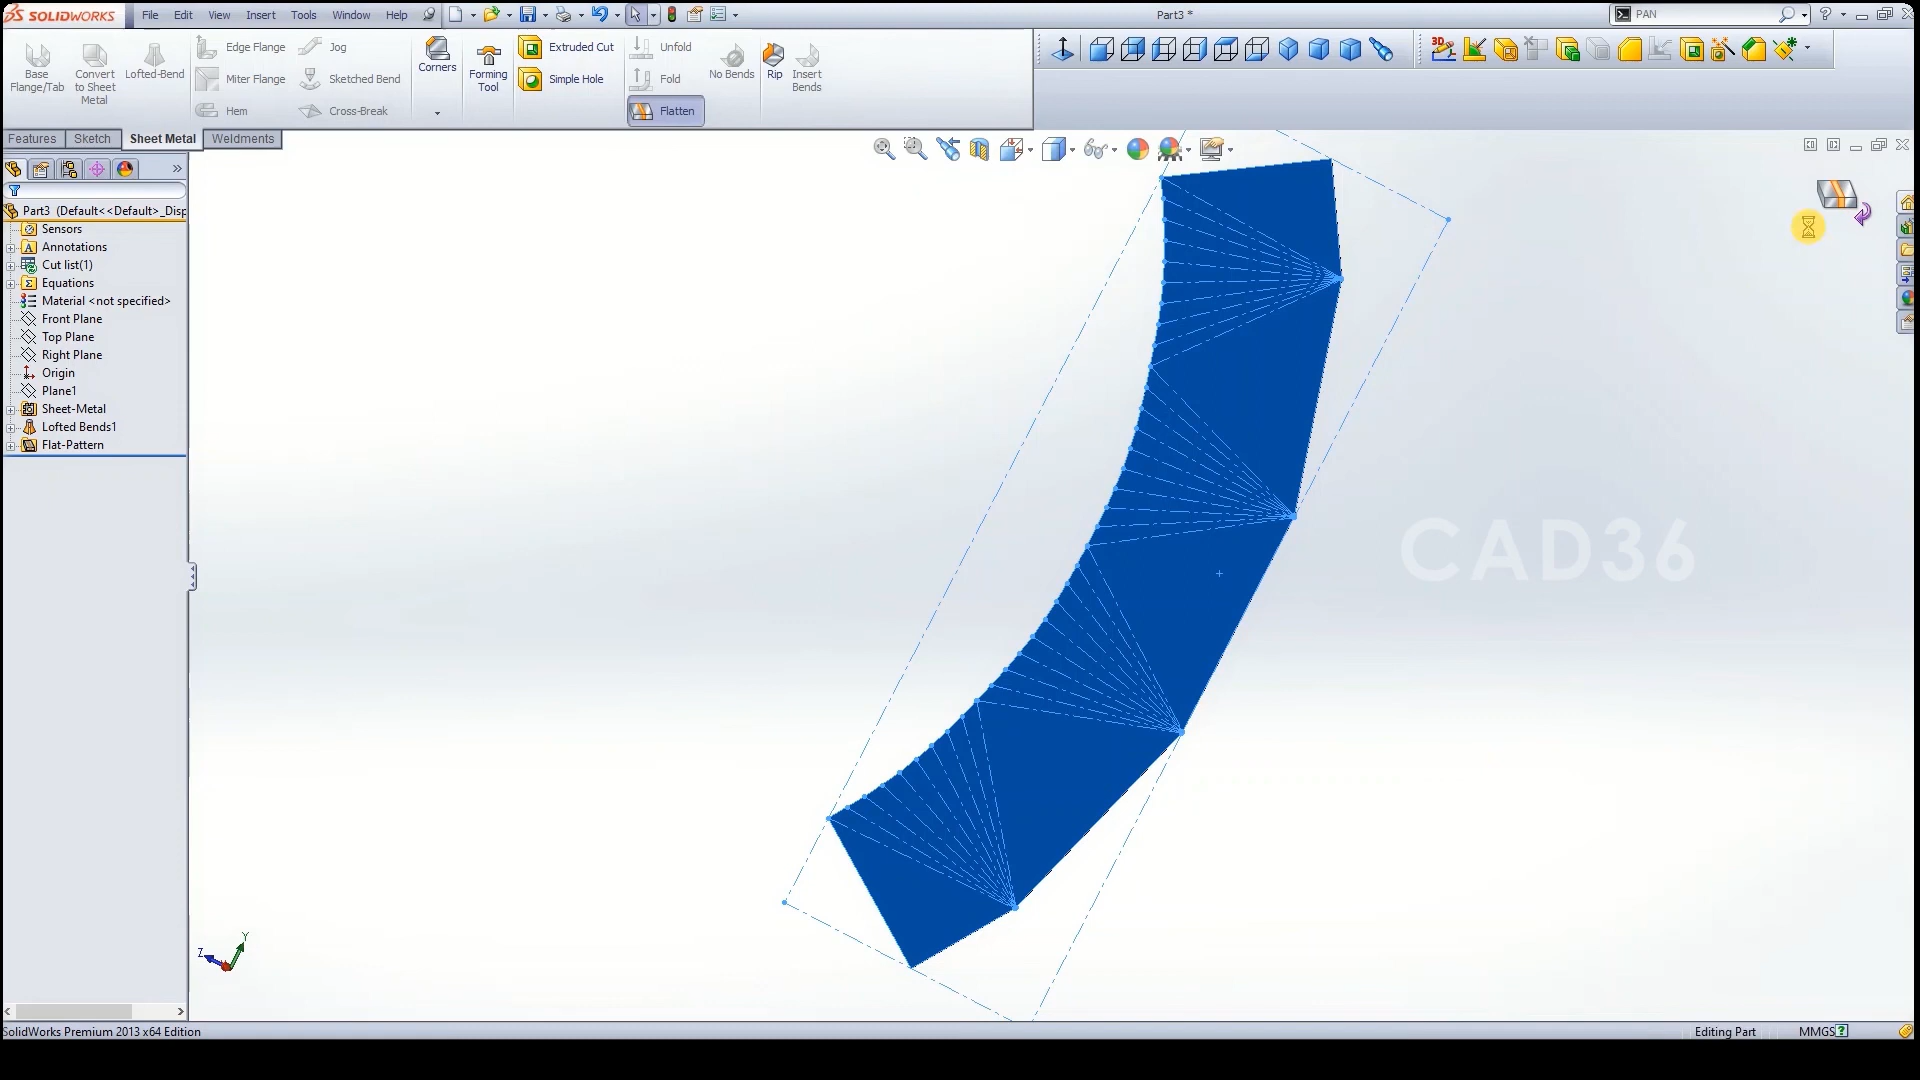 SOLIDWORKS File Edit View Insert Tools Window Help Part3 * PAN
Base Flange/Tab
Convert to Sheet Metal
Lofted-Bend
Edge Flange
Miter Flange
Hem
Jog
Sketched Bend
Cross-Break
Corners
Forming Tool
Extruded Cut
Simple Hole
Unfold
Fold
Flatten
No Bends
Rip
Insert Bends
3D
Features Sketch Sheet Metal Weldments
Part3 (Default<<Default>_Disp
Sensors
Annotations
Cut list(1)
Equations
Material <not specified>
Front Plane
Top Plane
Right Plane
Origin
Plane1
Sheet-Metal
Lofted Bends1
Flat-Pattern
CAD36
Y
Z
SolidWorks Premium 2013 x64 Edition Editing Part MMGS